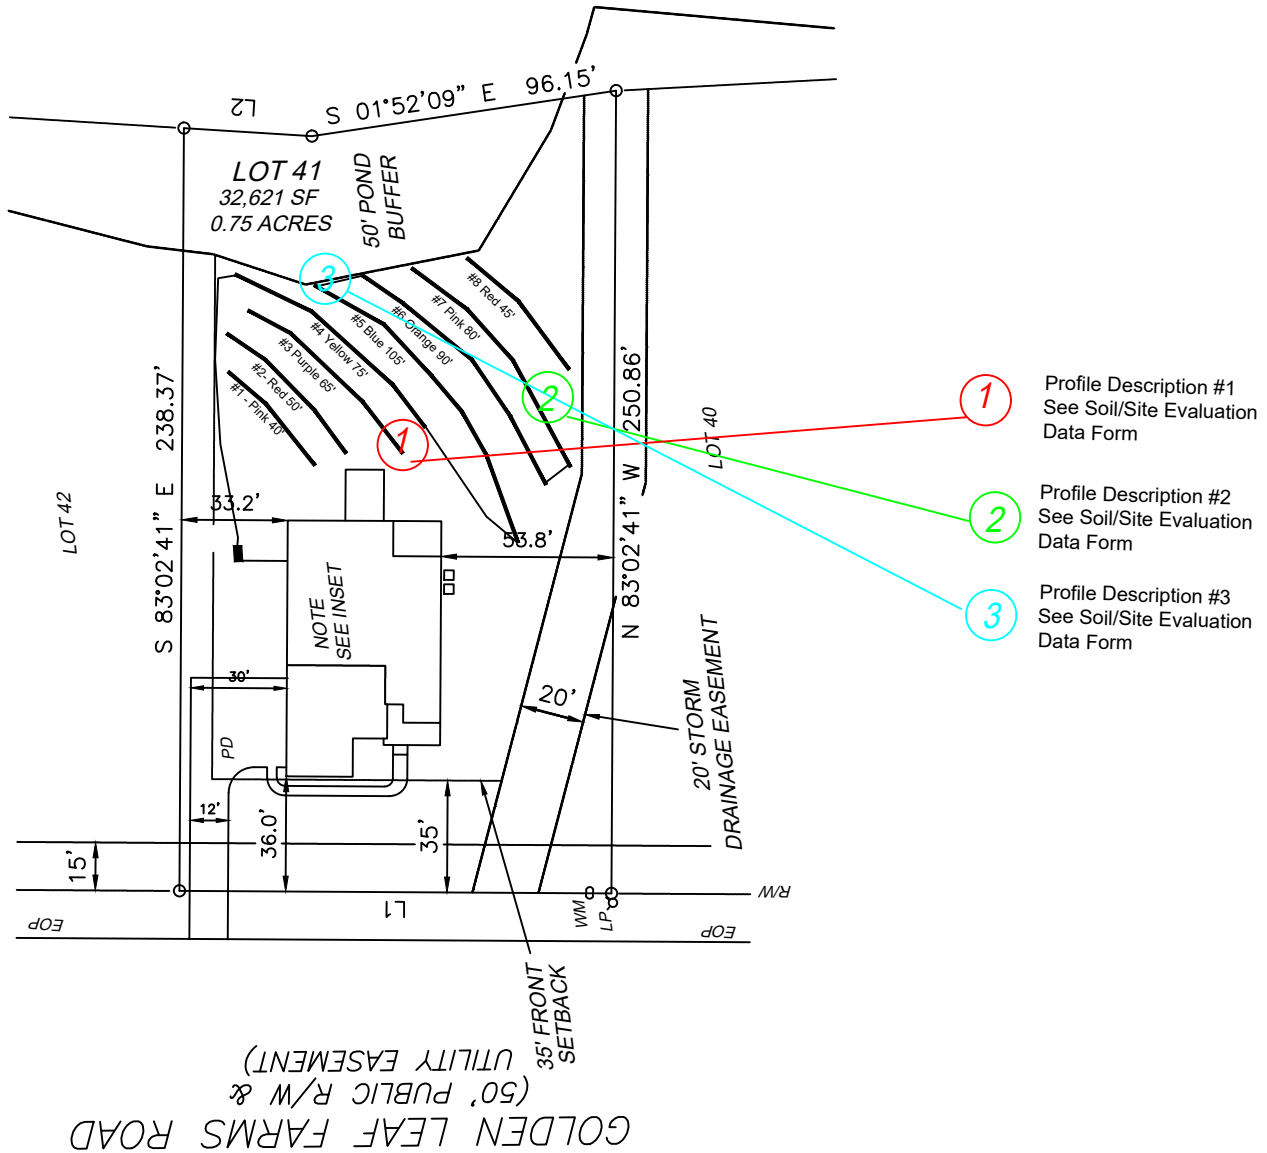 L2
S 01°52'09" E 96.15'
LOT 41
32,621 SF
0.75 ACRES
50' POND
BUFFER
#1 - Pink 40'
#2- Red 50'
#3 Purple 65'
#4 Yellow 75'
#5 Blue 105'
#6 Orange 90'
#7 Pink 80'
#8 Red 45'
3
2
1
S 83°02'41" E 238.37'
N 83°02'41" W 250.86'
LOT 42
LOT 40
33.2'
53.8'
NOTE
SEE INSET
30'
PD
12'
36.0'
35'
15'
20'
20' STORM
DRAINAGE EASEMENT
L1
WM
LP
R/W
EOP
EOP
35' FRONT
SETBACK
GOLDEN LEAF FARMS ROAD
(50' PUBLIC R/W &
UTILITY EASEMENT)
1
Profile Description #1
See Soil/Site Evaluation
Data Form
2
Profile Description #2
See Soil/Site Evaluation
Data Form
3
Profile Description #3
See Soil/Site Evaluation
Data Form